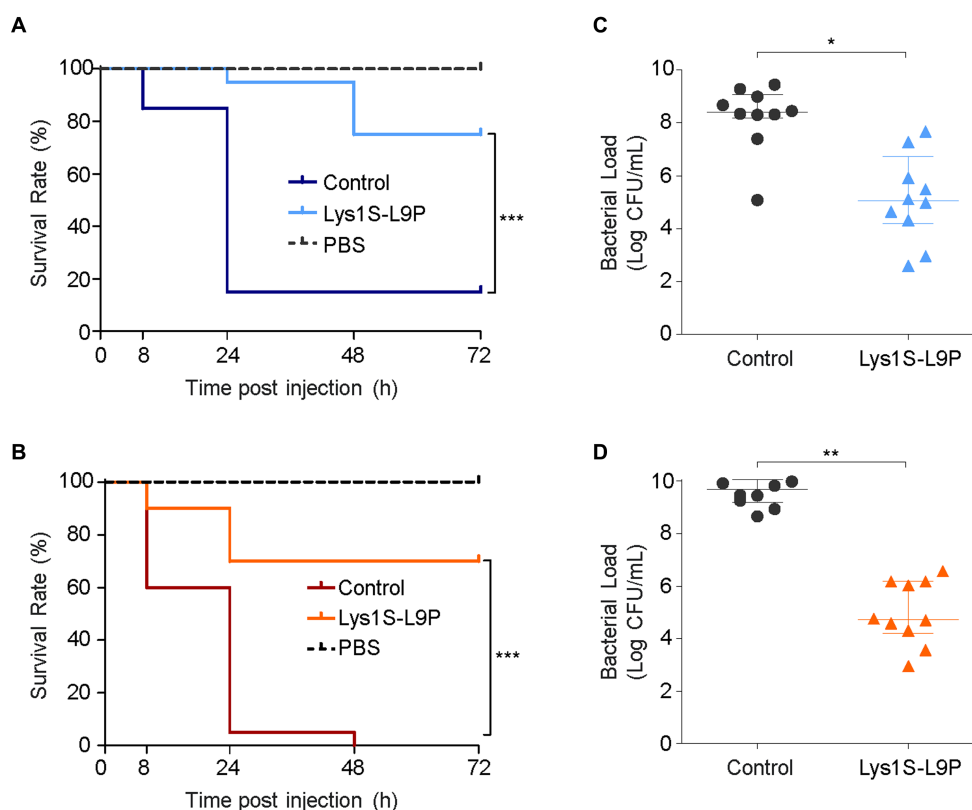 A
Survival Rate (%)
100
80
60
40
20
0
Control
Lys1S-L9P
PBS
***
0 8 24 48 72
Time post injection (h)
C
*
Bacterial Load
(Log CFU/mL)
10
8
6
4
2
0
Control Lys1S-L9P
B
Survival Rate (%)
100
80
60
40
20
0
Control
Lys1S-L9P
PBS
***
0 8 24 48 72
Time post injection (h)
D
**
Bacterial Load
(Log CFU/mL)
10
8
6
4
2
0
Control Lys1S-L9P